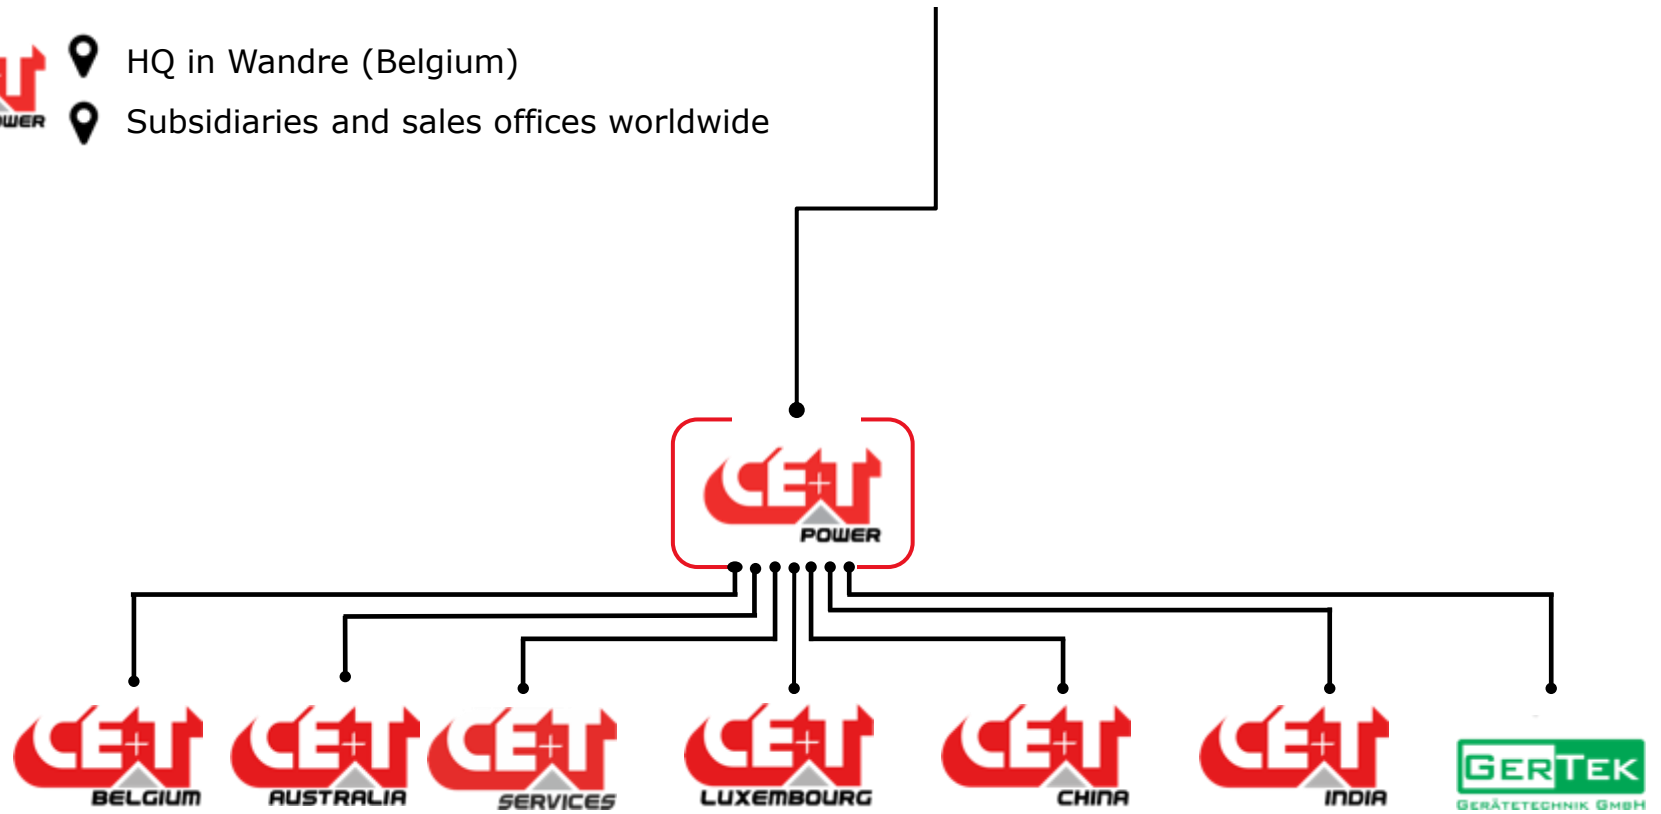 HQ in Wandre (Belgium)
POWER
Subsidiaries and sales offices worldwide
CE+T
POWER
CE+T
BELGIUM
CE+T
AUSTRALIA
CE+T
SERVICES
CE+T
LUXEMBOURG
CE+T
CHINA
CE+T
INDIA
GERTEK
GERÄTETECHNIK GMBH